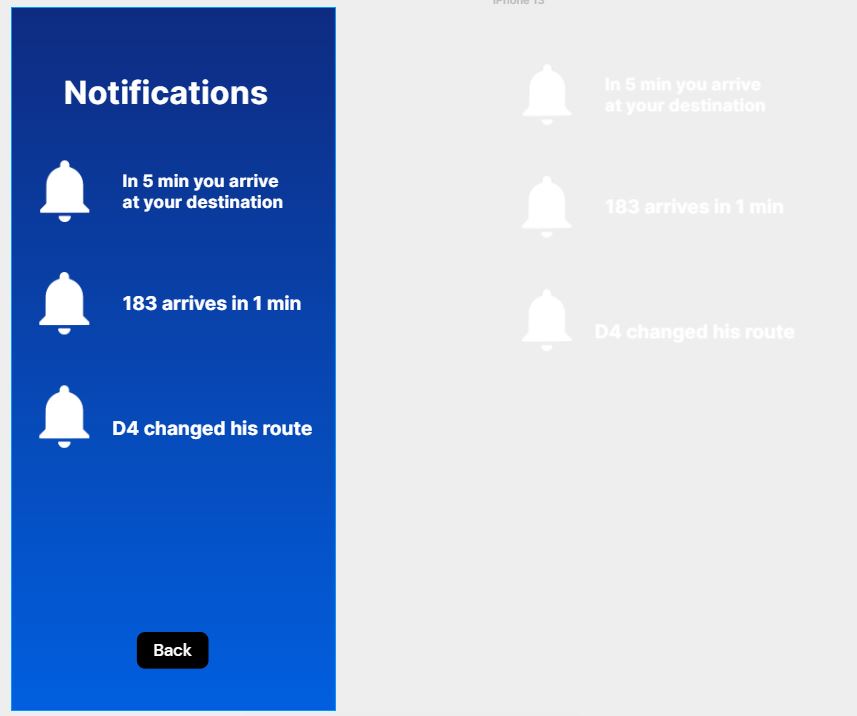 Notifications
In 5 min you arrive
at your destination
183 arrives in 1 min
D4 changed his route
Back
iPhone 13
In 5 min you arrive
at your destination
183 arrives in 1 min
D4 changed his route